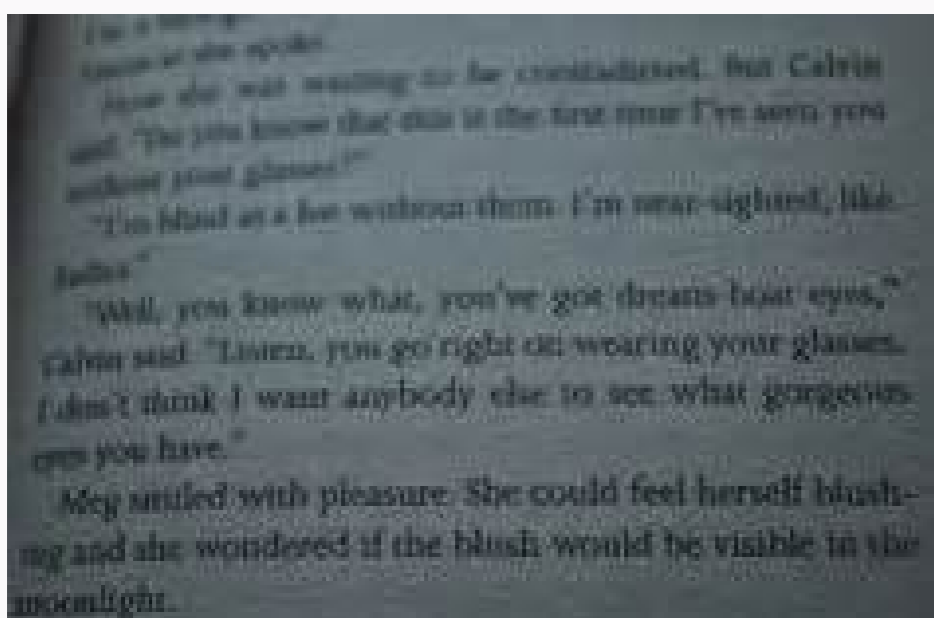 as she spoke.
Now she was waiting to be contradicted. But Calvin
said, "Do you know that this is the first time I've seen you
without your glasses?"
"I'm blind as a bat without them. I'm near-sighted, like
father."
"Well, you know what, you've got dream-boat eyes,"
Calvin said. "Listen, you go right on wearing your glasses.
I don't think I want anybody else to see what gorgeous
eyes you have."
Meg smiled with pleasure. She could feel herself blush-
ing and she wondered if the blush would be visible in the
moonlight.